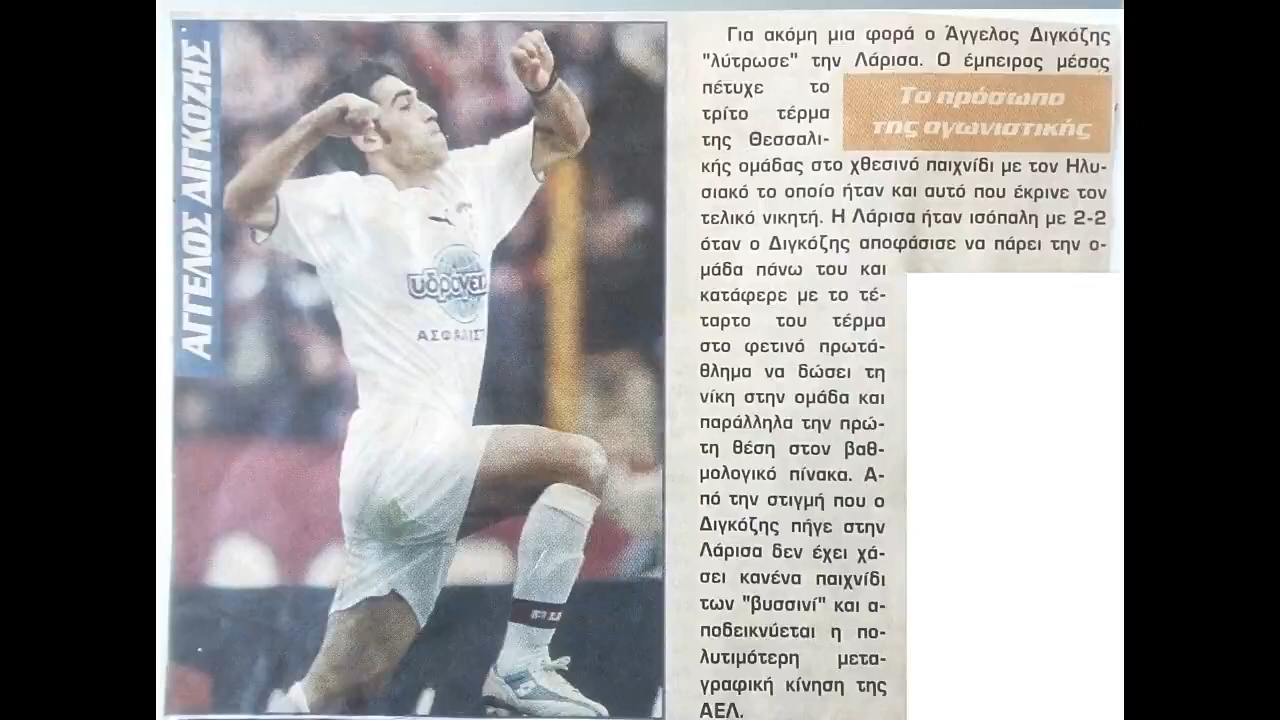 ΑΓΓΕΛΟΣ ΔΙΓΚΟΖΗΣ
υδρόγει
ΑΣΦΑΛΙΣΤ
Για ακόμη μια φορά ο Άγγελος Διγκόζης
"λύτρωσε" την Λάρισα. Ο έμπειρος μέσος
πέτυχε το
τρίτο τέρμα
της Θεσσαλι-
Το πρόσωπο
της αγωνιστικής
κής ομάδας στο χθεσινό παιχνίδι με τον Ηλυ-
σιακό το οποίο ήταν και αυτό που έκρινε τον
τελικό νικητή. Η Λάρισα ήταν ισόπαλη με 2-2
όταν ο Διγκόζης αποφάσισε να πάρει την ο-
μάδα πάνω του και
κατάφερε με το τέ-
ταρτο του τέρμα
στο φετινό πρωτά-
θλημα να δώσει τη
νίκη στην ομάδα και
παράλληλα την πρώ-
τη θέση στον βαθ-
μολογικό πίνακα. Α-
πό την στιγμή που ο
Διγκόζης πήγε στην
Λάρισα δεν έχει χά-
σει κανένα παιχνίδι
των "βυσσινί" και α-
ποδεικνύεται η πο-
λυτιμότερη μετα-
γραφική κίνηση της
ΑΕΛ.